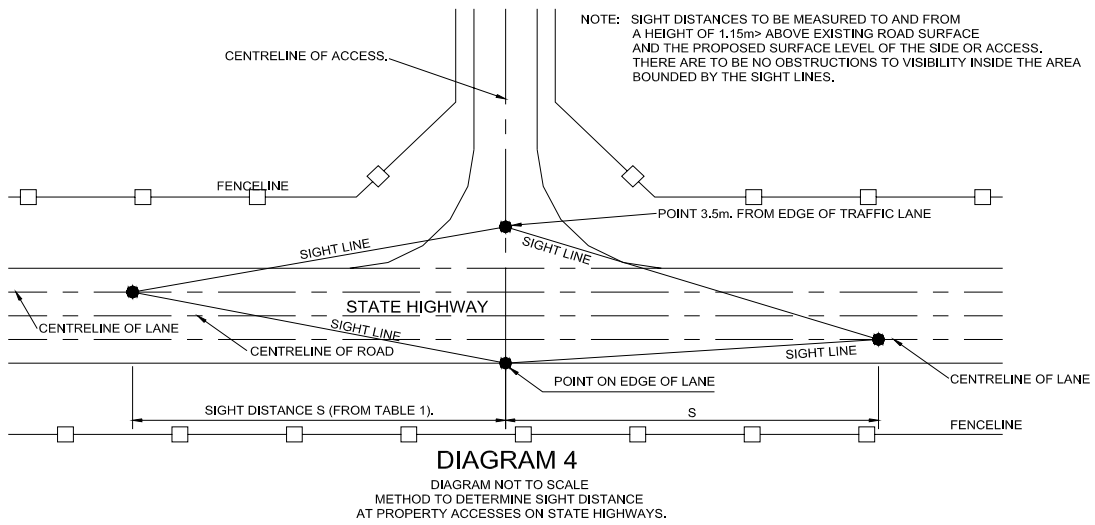 NOTE: SIGHT DISTANCES TO BE MEASURED TO AND FROM
A HEIGHT OF 1.15m> ABOVE EXISTING ROAD SURFACE
AND THE PROPOSED SURFACE LEVEL OF THE SIDE OR ACCESS.
THERE ARE TO BE NO OBSTRUCTIONS TO VISIBILITY INSIDE THE AREA
BOUNDED BY THE SIGHT LINES.
CENTRELINE OF ACCESS.
FENCELINE
POINT 3.5m. FROM EDGE OF TRAFFIC LANE
SIGHT LINE
SIGHT LINE
STATE HIGHWAY
CENTRELINE OF LANE
SIGHT LINE
CENTRELINE OF ROAD
SIGHT LINE
POINT ON EDGE OF LANE
CENTRELINE OF LANE
SIGHT DISTANCE S (FROM TABLE 1).
S
FENCELINE
DIAGRAM 4
DIAGRAM NOT TO SCALE
METHOD TO DETERMINE SIGHT DISTANCE
AT PROPERTY ACCESSES ON STATE HIGHWAYS.